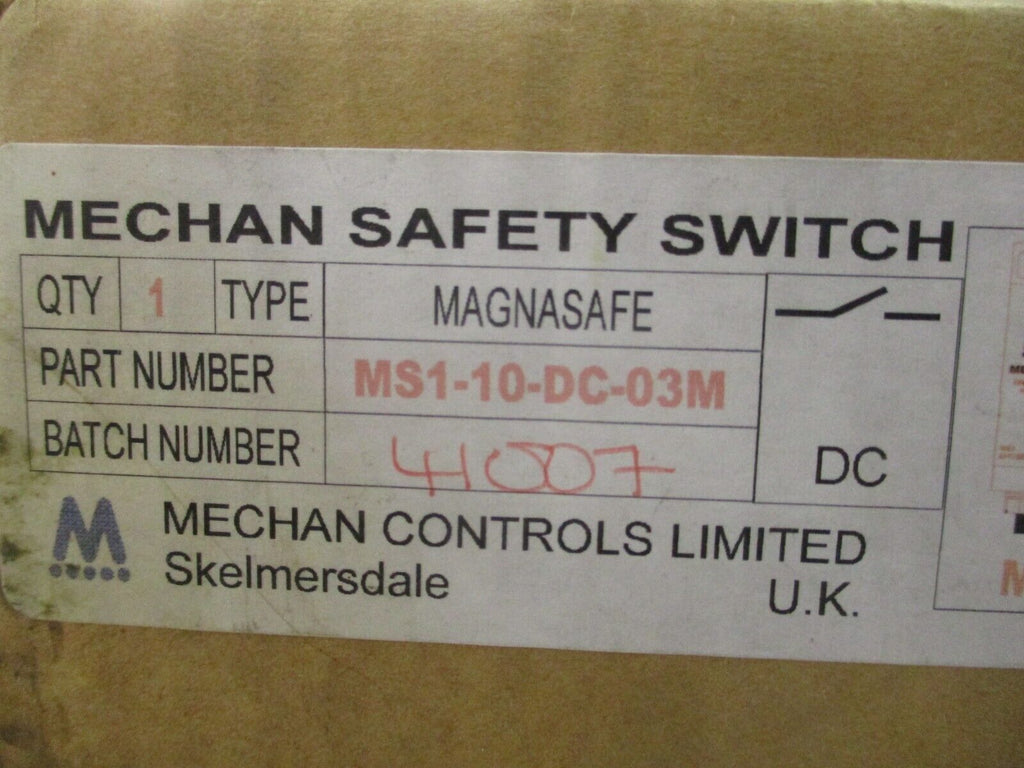 MECHAN SAFETY SWITCH
QTY 1 TYPE MAGNASAFE
PART NUMBER MS1-10-DC-03M
BATCH NUMBER 41007
DC
M
MECHAN CONTROLS LIMITED
Skelmersdale U.K.